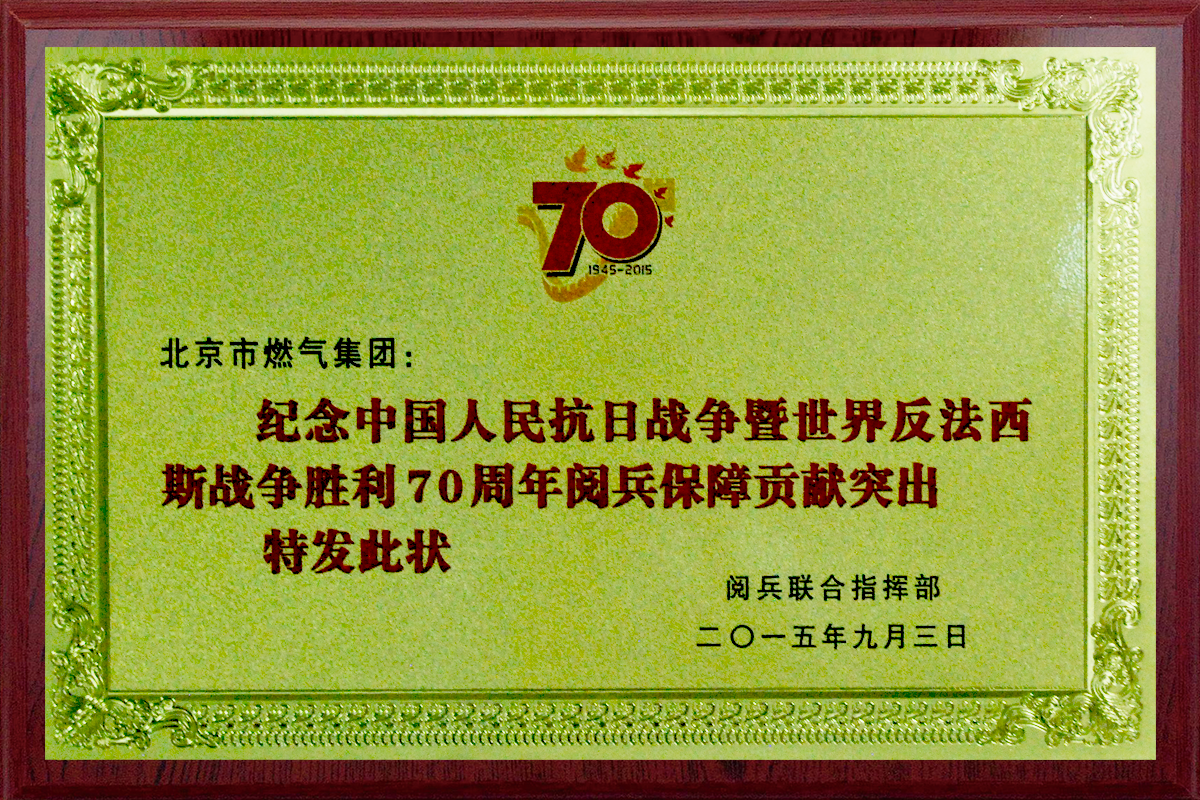 70
1945-2015
北京市燃气集团：
纪念中国人民抗日战争暨世界反法西
斯战争胜利70周年阅兵保障贡献突出
特发此状
阅兵联合指挥部
二〇一五年九月三日